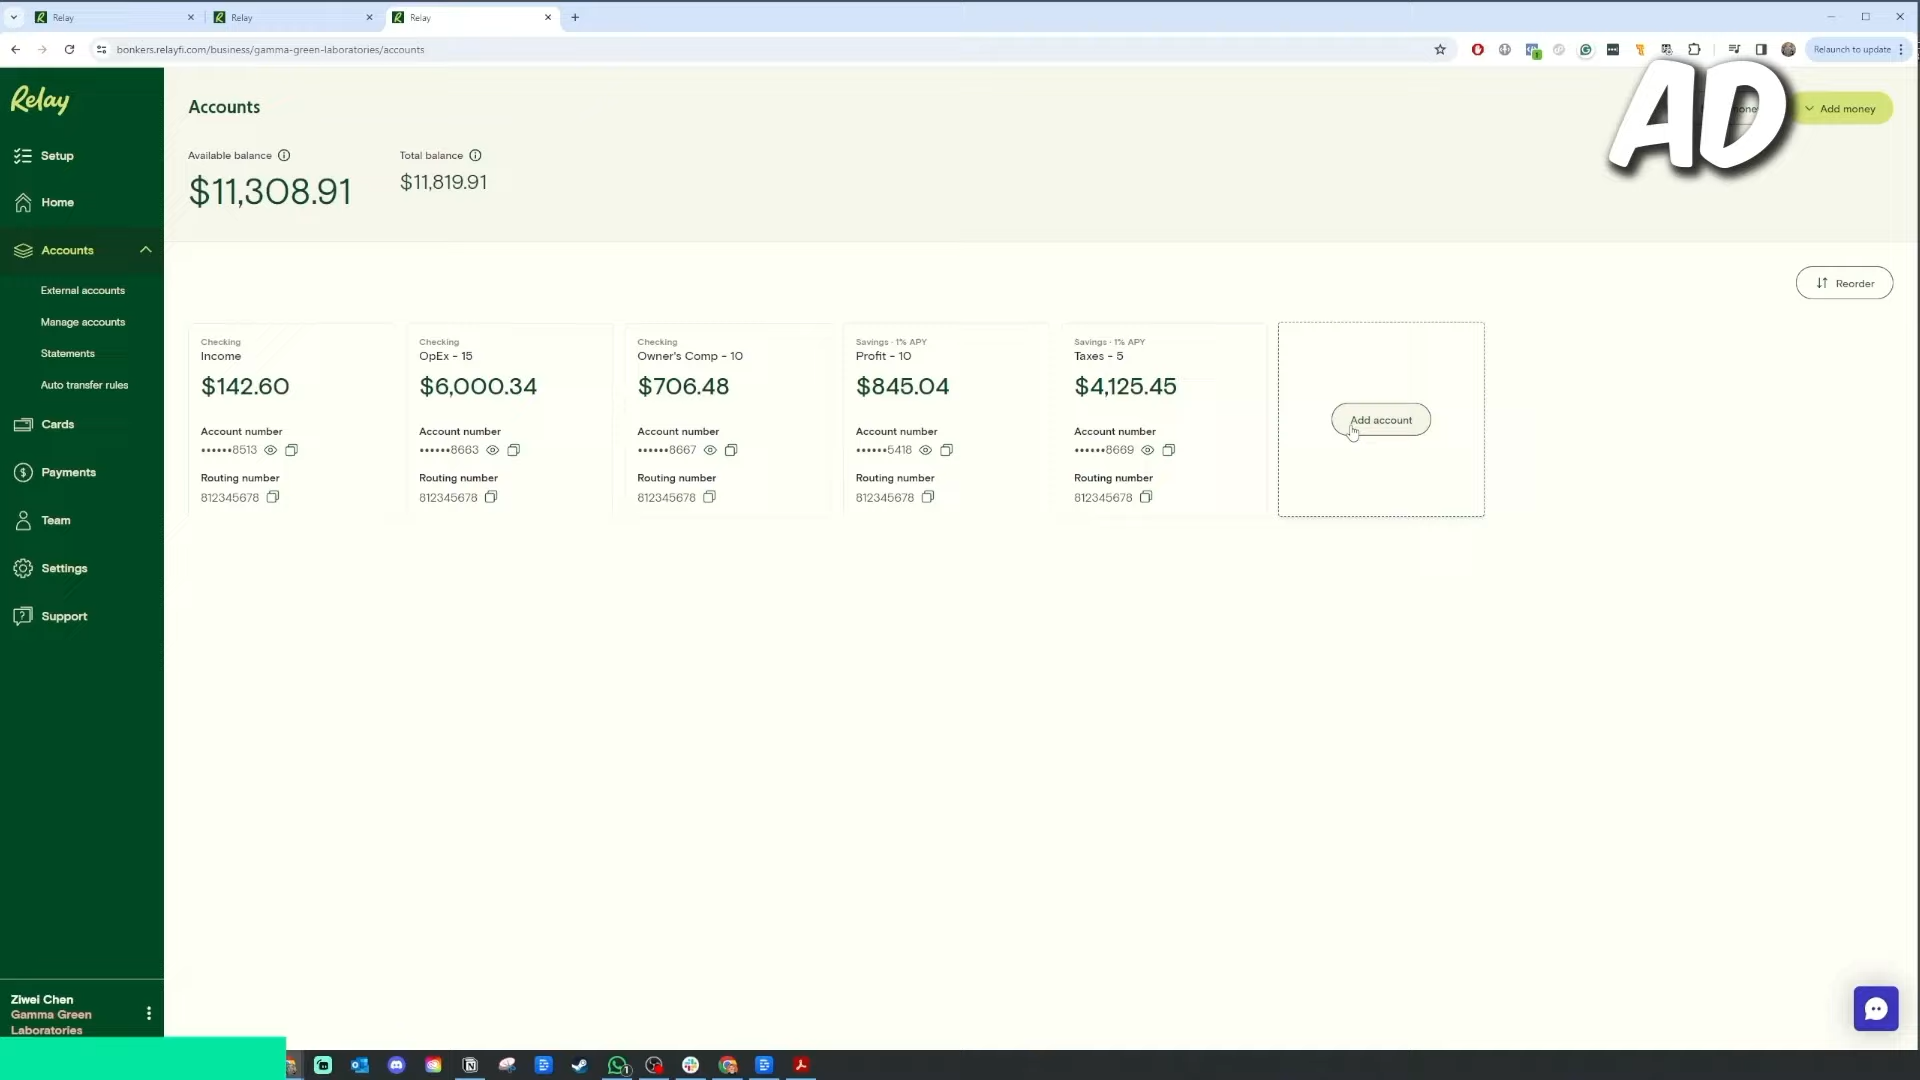 Relay
Relay
Relay
bonkers.relayfi.com/business/gamma-green-laboratories/accounts
Relaunch to update
Relay
Setup
Home
Accounts
External accounts
Manage accounts
Statements
Auto transfer rules
Cards
Payments
Team
Settings
Support
Ziwei Chen
Gamma Green
Laboratories
Accounts
AD
Add money
Available balance
$11,308.91
Total balance
$11,819.91
Reorder
Checking
Income
$142.60
Account number
••••••8513
Routing number
812345678
Checking
OpEx - 15
$6,000.34
Account number
••••••8663
Routing number
812345678
Checking
Owner's Comp - 10
$706.48
Account number
••••••8667
Routing number
812345678
Savings · 1% APY
Profit - 10
$845.04
Account number
••••••5418
Routing number
812345678
Savings · 1% APY
Taxes - 5
$4,125.45
Account number
••••••8669
Routing number
812345678
Add account